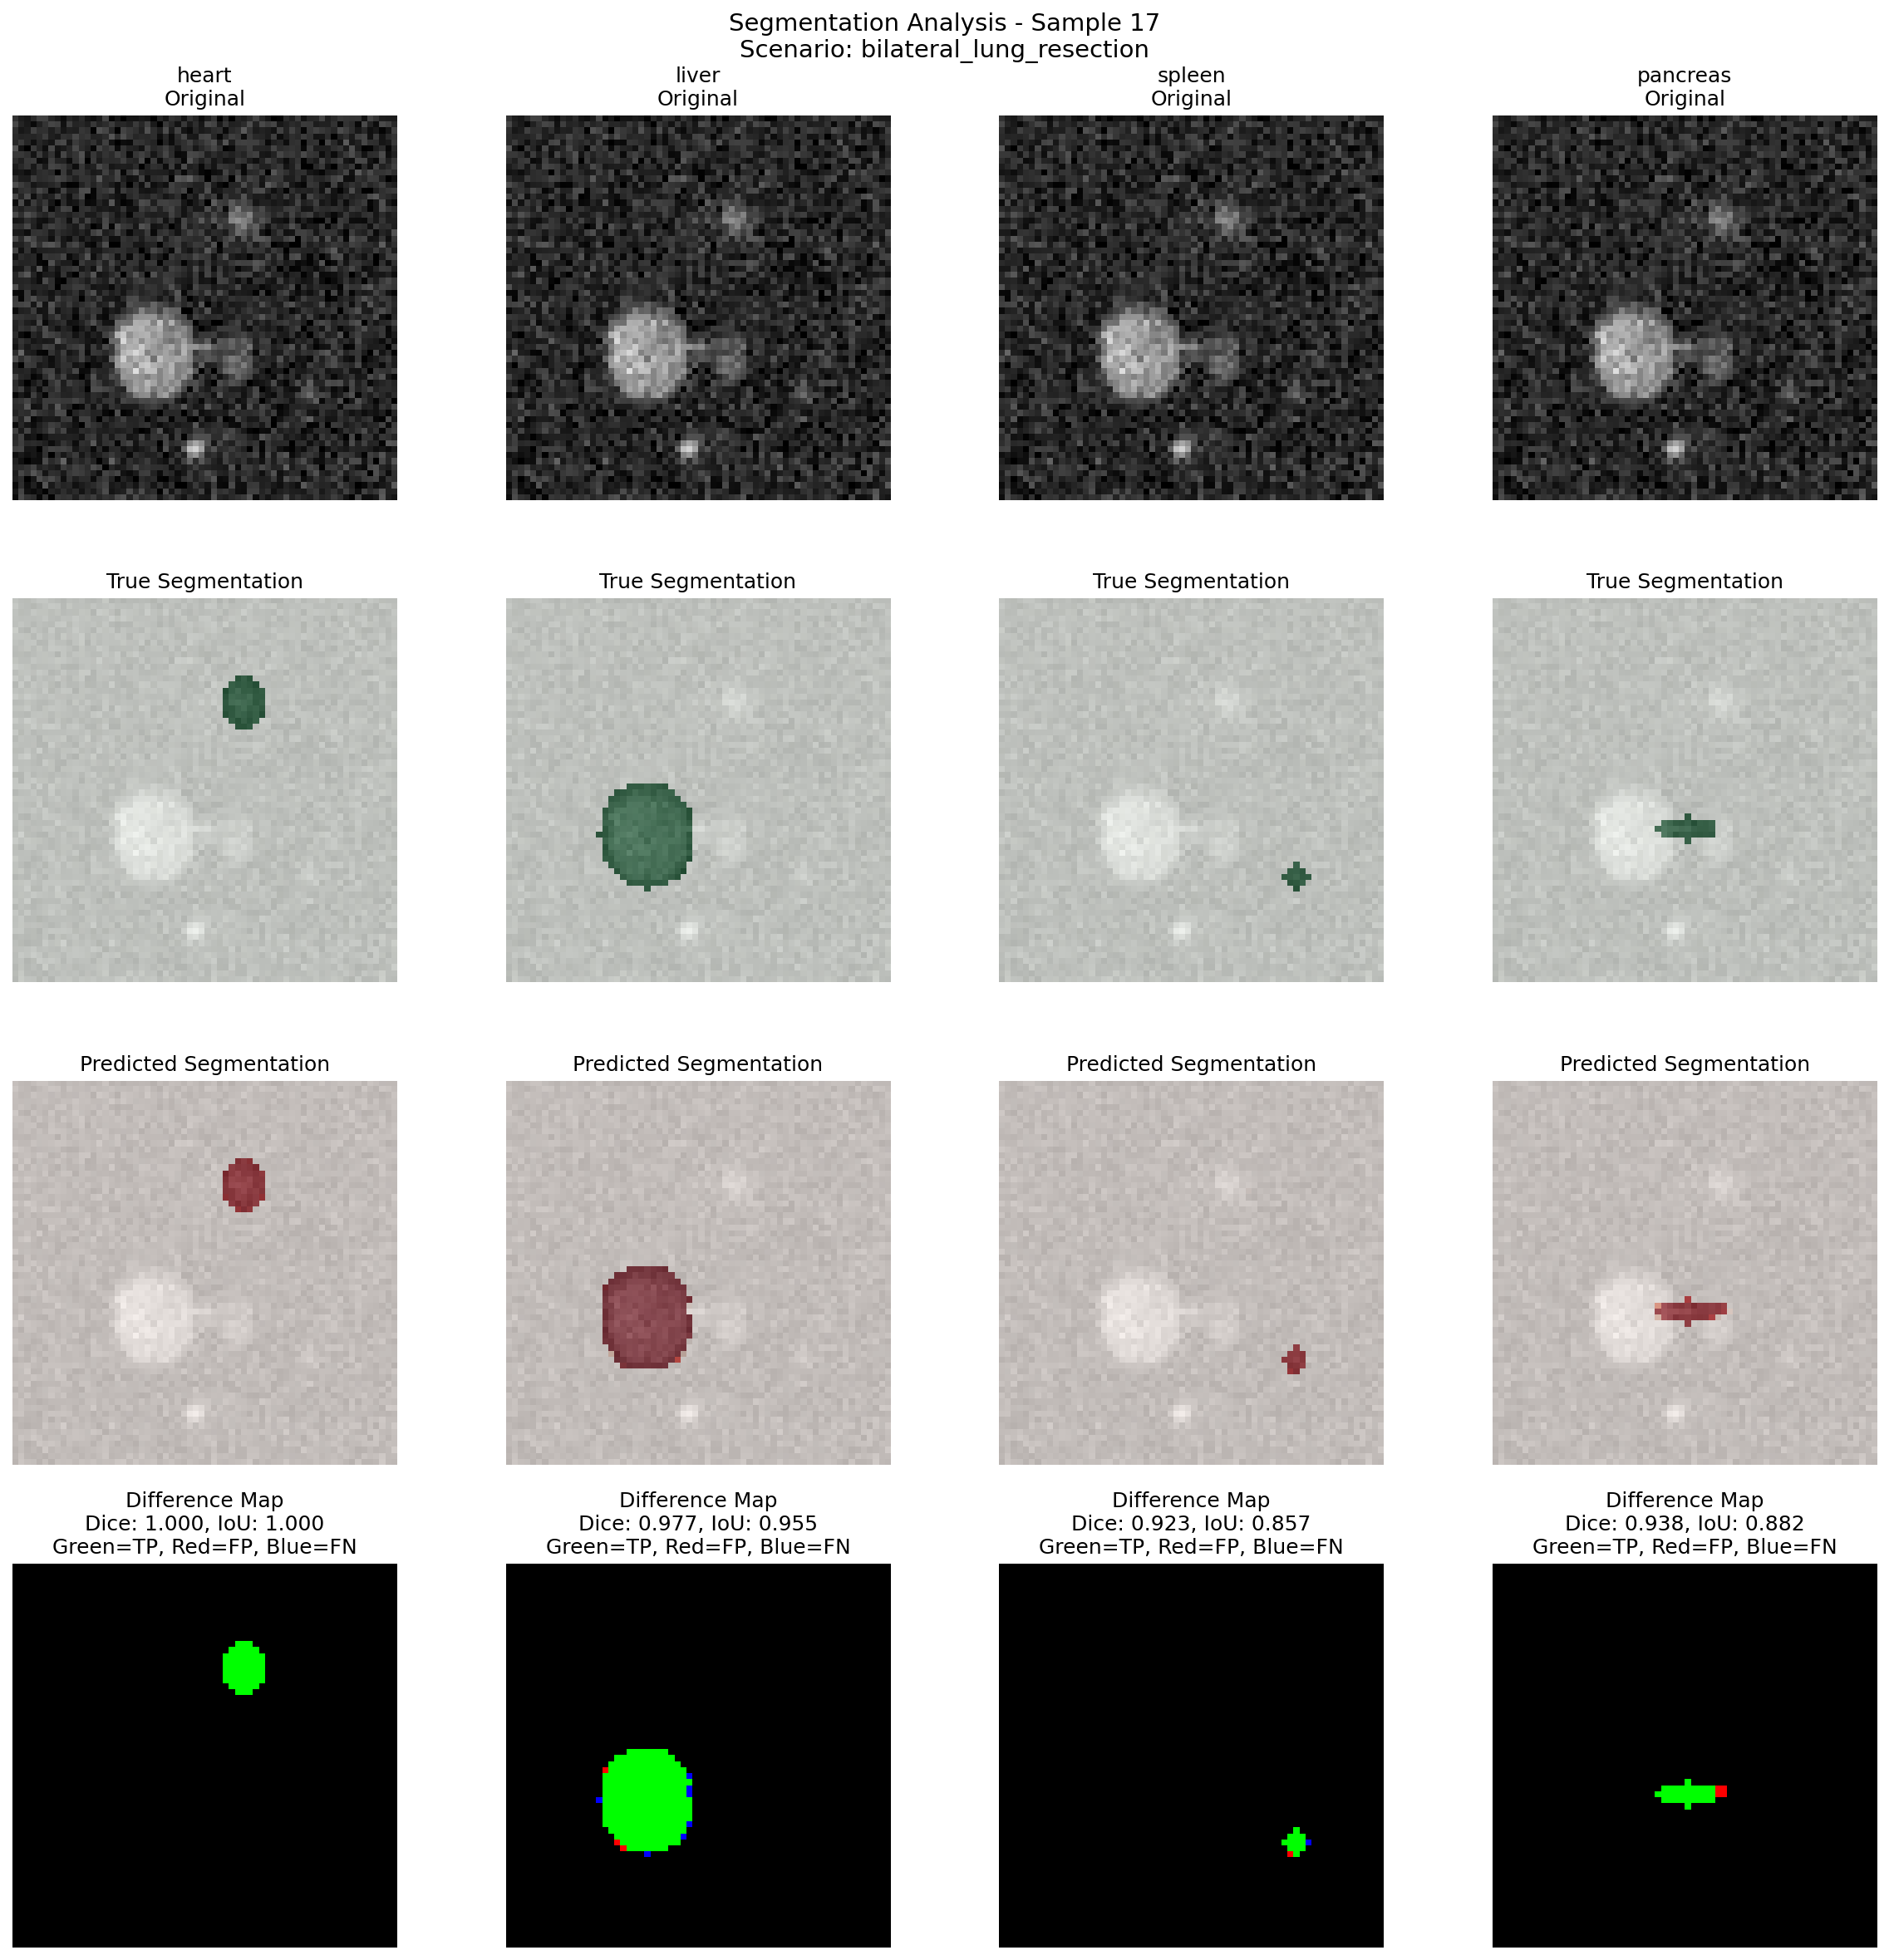 Segmentation Analysis - Sample 17
Scenario: bilateral_lung_resection
heart
Original
liver
Original
spleen
Original
pancreas
Original
True Segmentation
True Segmentation
True Segmentation
True Segmentation
Predicted Segmentation
Predicted Segmentation
Predicted Segmentation
Predicted Segmentation
Difference Map
Dice: 1.000, IoU: 1.000
Green=TP, Red=FP, Blue=FN
Difference Map
Dice: 0.977, IoU: 0.955
Green=TP, Red=FP, Blue=FN
Difference Map
Dice: 0.923, IoU: 0.857
Green=TP, Red=FP, Blue=FN
Difference Map
Dice: 0.938, IoU: 0.882
Green=TP, Red=FP, Blue=FN